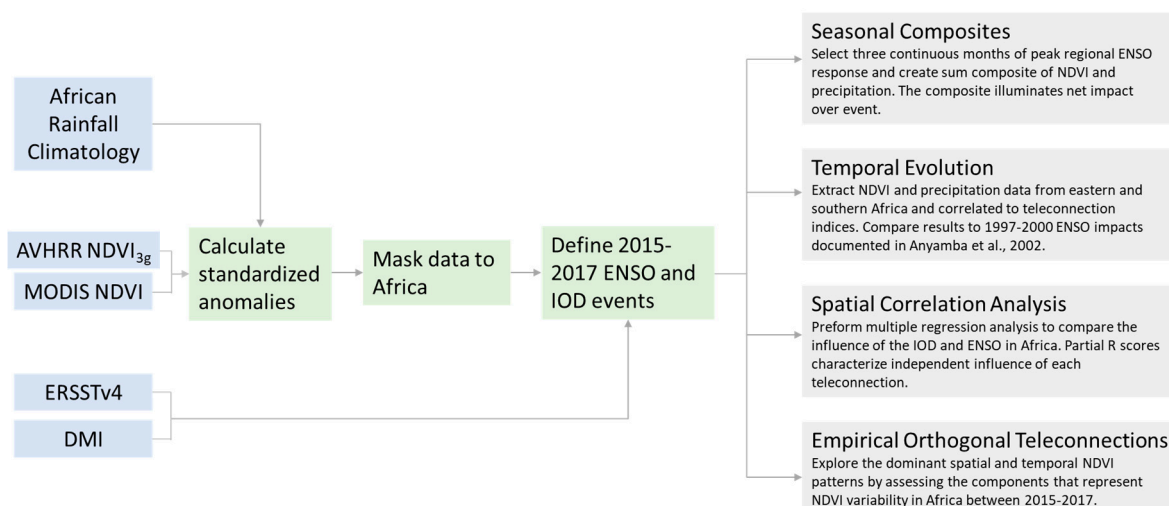 African
Rainfall
Climatology
AVHRR NDVI3g
MODIS NDVI
ERSSTv4
DMI
Calculate
standardized
anomalies
Mask data to
Africa
Define 2015-
2017 ENSO and
IOD events
Seasonal Composites
Select three continuous months of peak regional ENSO
response and create sum composite of NDVI and
precipitation. The composite illuminates net impact
over event.
Temporal Evolution
Extract NDVI and precipitation data from eastern and
southern Africa and correlated to teleconnection
indices. Compare results to 1997-2000 ENSO impacts
documented in Anyamba et al., 2002.
Spatial Correlation Analysis
Preform multiple regression analysis to compare the
influence of the IOD and ENSO in Africa. Partial R scores
characterize independent influence of each
teleconnection.
Empirical Orthogonal Teleconnections
Explore the dominant spatial and temporal NDVI
patterns by assessing the components that represent
NDVI variability in Africa between 2015-2017.